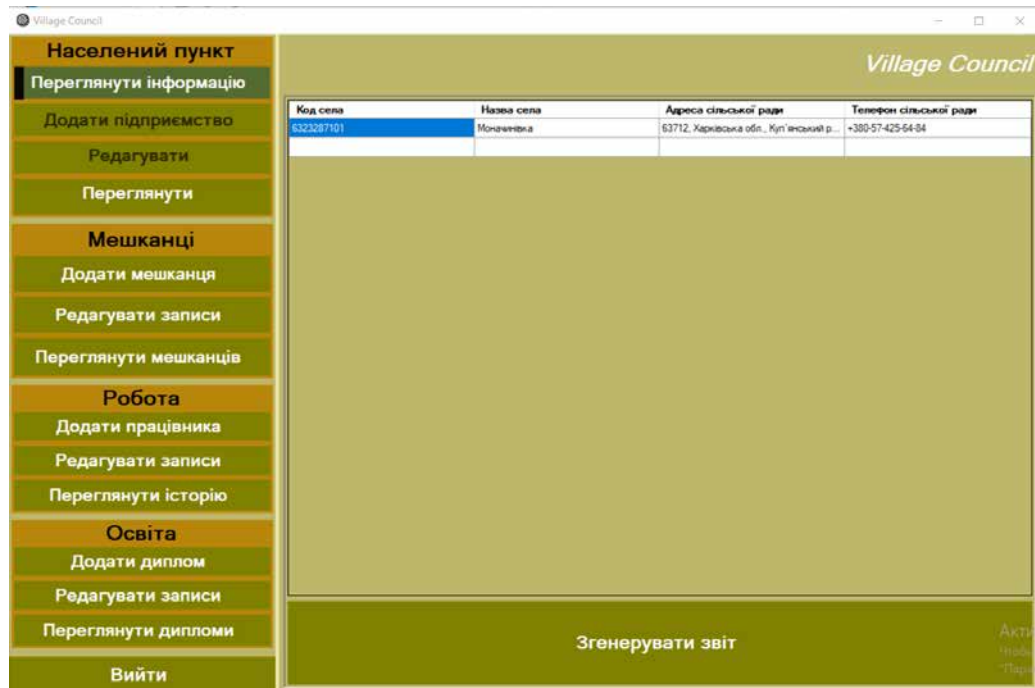 Village Council
Населений пункт
Переглянути інформацію
Додати підприємство
Редагувати
Переглянути
Мешканці
Додати мешканця
Редагувати записи
Переглянути мешканців
Робота
Додати працівника
Редагувати записи
Переглянути історію
Освіта
Додати диплом
Редагувати записи
Переглянути дипломи
Вийти
Village Council
Код села Назва села Адреса сільської ради Телефон сільської ради
6323287101 Моначинівка 63712, Харківська обл., Куп'янський р... +380-57-425-64-84
Згенерувати звіт